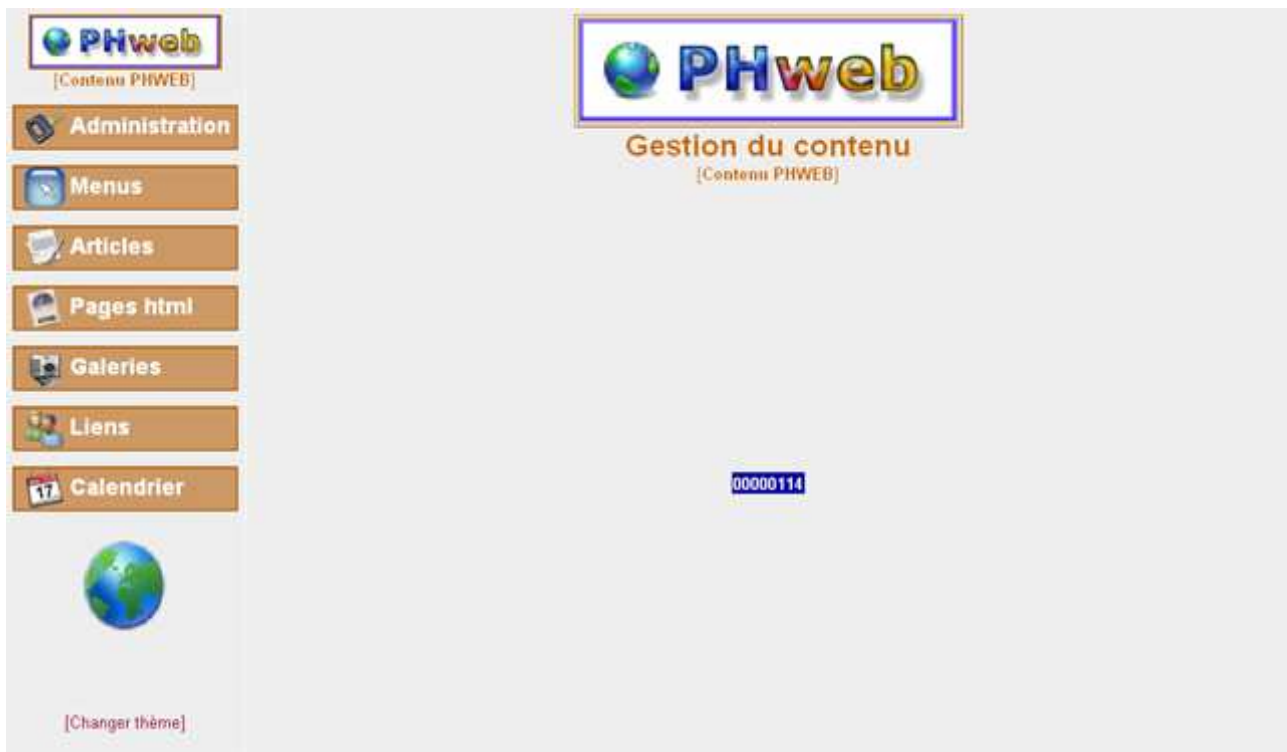 PHweb
[Contenu PHWEB]
Administration
Menus
Articles
Pages html
Galeries
Liens
17
Calendrier
[Changer thème]
PHweb
Gestion du contenu
[Contenu PHWEB]
00000114